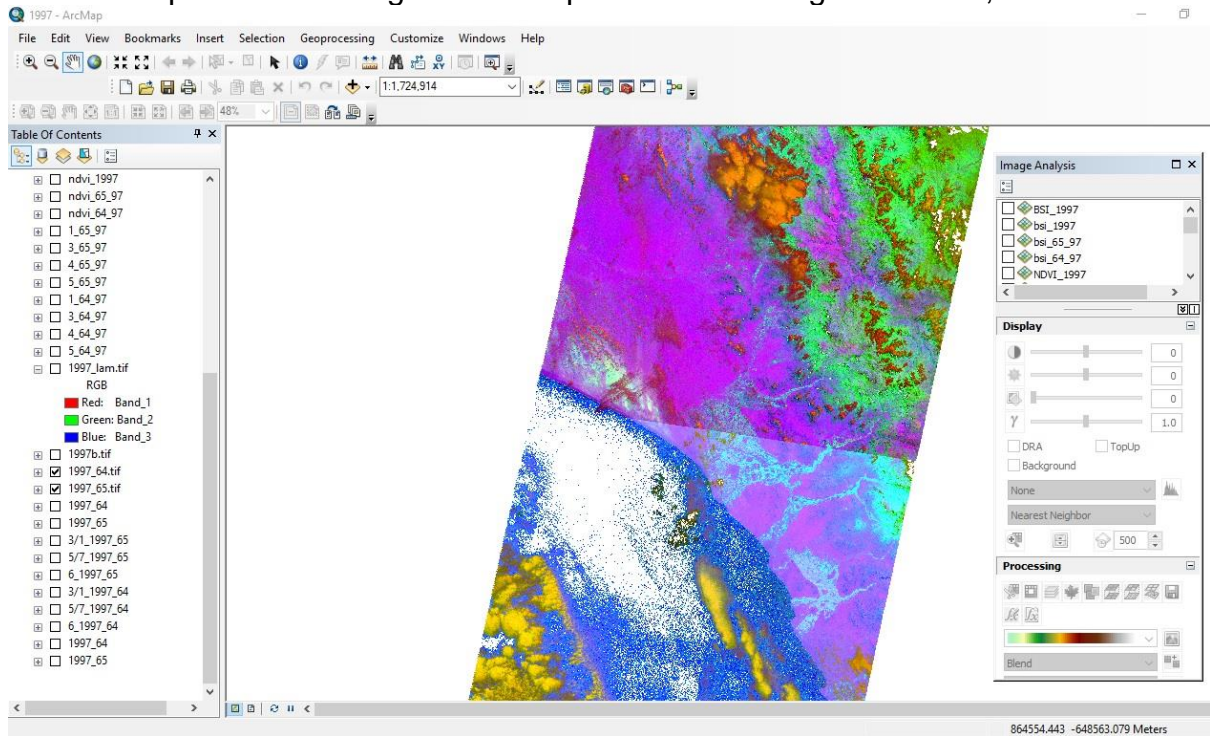 1997 - ArcMap
File Edit View Bookmarks Insert Selection Geoprocessing Customize Windows Help
1:1,724,914
48%
Table Of Contents
ndvi_1997
ndvi_65_97
ndvi_64_97
1_65_97
3_65_97
4_65_97
5_65_97
1_64_97
3_64_97
4_64_97
5_64_97
1997_lam.tif
RGB
Red: Band_1
Green: Band_2
Blue: Band_3
1997b.tif
1997_64.tif
1997_65.tif
1997_64
1997_65
3/1_1997_65
5/7_1997_65
6_1997_65
3/1_1997_64
5/7_1997_64
6_1997_64
1997_64
1997_65
Image Analysis
BSI_1997
bsi_1997
bsi_65_97
bsi_64_97
NDVI_1997
Display
0
0
0
1.0
DRA TopUp
Background
None
Nearest Neighbor
500
Processing
Blend
864554.443 -648563.079 Meters